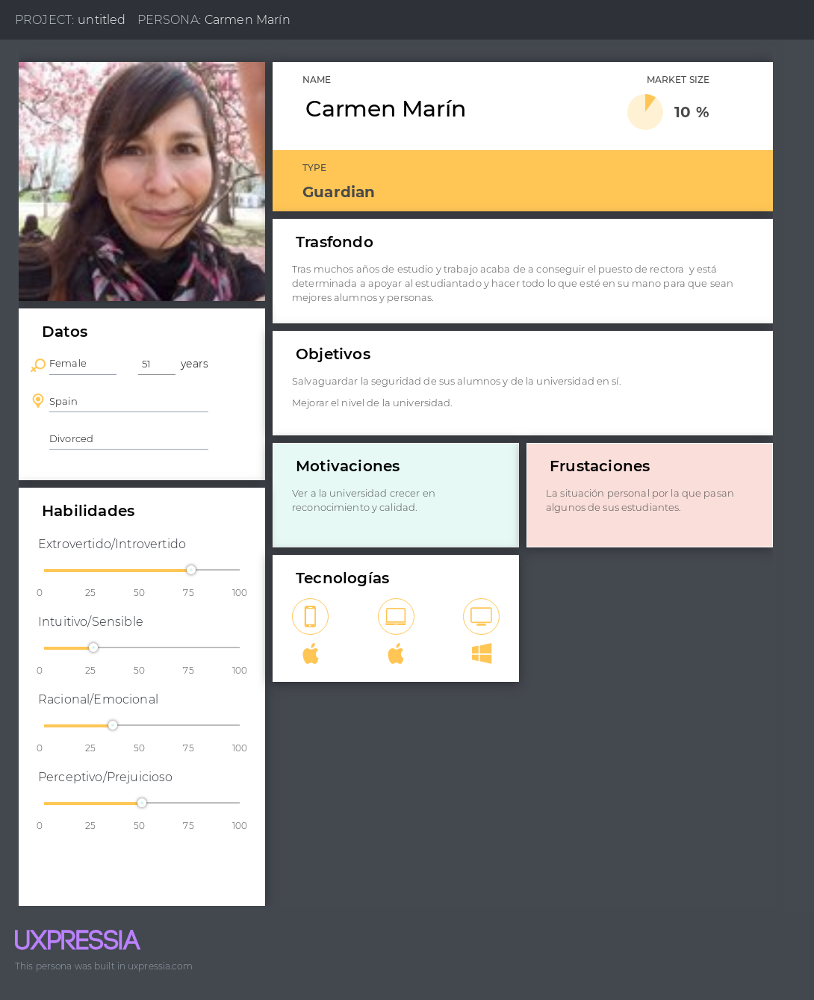 PROJECT: untitled PERSONA: Carmen Marín
NAME
Carmen Marín
MARKET SIZE
10 %
TYPE
Guardian
Trasfondo
Tras muchos años de estudio y trabajo acaba de a conseguir el puesto de rectora y está
determinada a apoyar al estudiantado y hacer todo lo que esté en su mano para que sean
mejores alumnos y personas.
Datos
Female 51 years
Spain
Divorced
Objetivos
Salvaguardar la seguridad de sus alumnos y de la universidad en sí.
Mejorar el nivel de la universidad.
Motivaciones
Ver a la universidad crecer en
reconocimiento y calidad.
Frustaciones
La situación personal por la que pasan
algunos de sus estudiantes.
Habilidades
Extrovertido/Introvertido
0 25 50 75 100
Intuitivo/Sensible
0 25 50 75 100
Racional/Emocional
0 25 50 75 100
Perceptivo/Prejuicioso
0 25 50 75 100
Tecnologías
UXPRESSIA
This persona was built in uxpressia.com